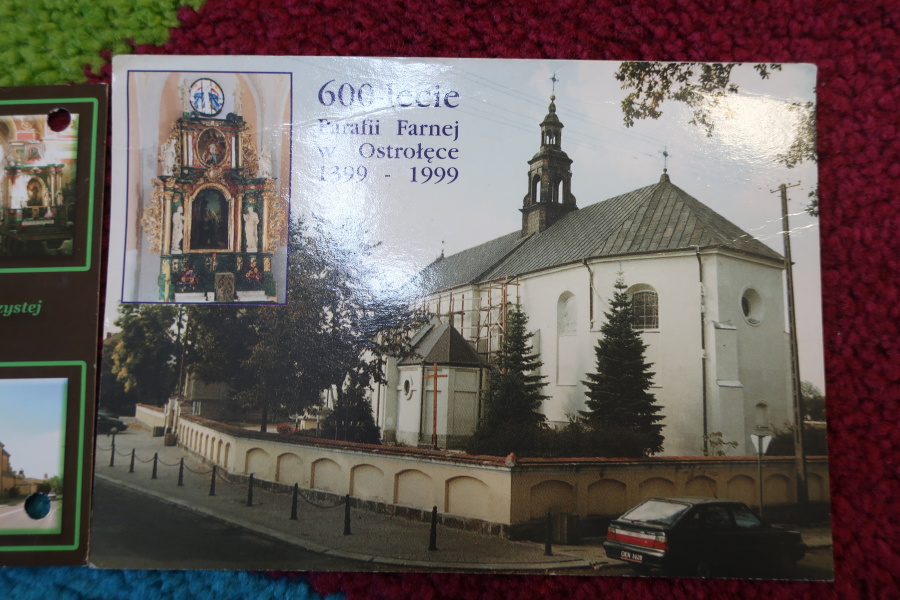 600 lecie
Parafii Farnej
w Ostrołęce
1399 - 1999
zystej